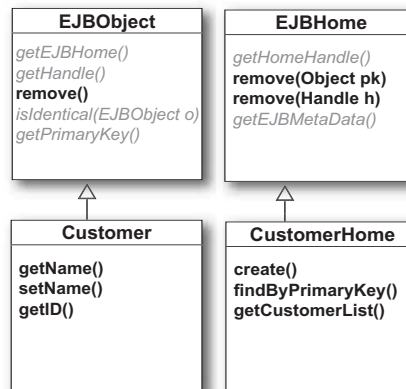 EJBObject
getEJBHome()
getHandle()
remove()
isIdentical(EJBObject o)
getPrimaryKey()
EJBHome
getHomeHandle()
remove(Object pk)
remove(Handle h)
getEJBMetaData()
Customer
getName()
setName()
getID()
CustomerHome
create()
findByPrimaryKey()
getCustomerList()